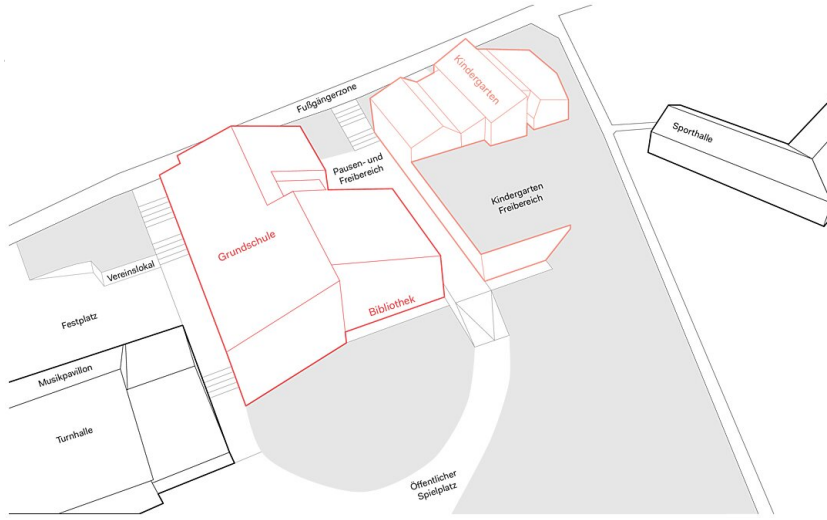 Fußgängerzone
Kindergarten
Sporthalle
Pausen- und
Freibereich
Kindergarten
Freibereich
Grundschule
Vereinslokal
Bibliothek
Festplatz
Musikpavillon
Turnhalle
Öffentlicher
Spielplatz